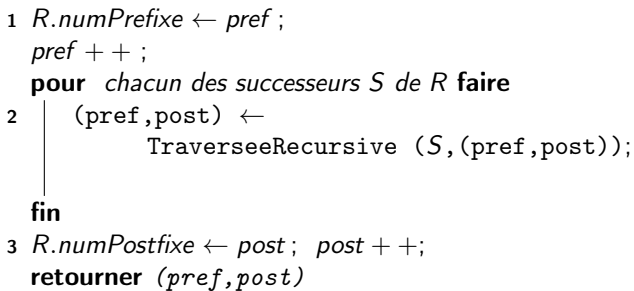 1 R.numPrefixe ← pref ;
pref + + ;
pour chacun des successeurs S de R faire
2 (pref,post) ←
TraverseeRecursive (S,(pref,post));
fin
3 R.numPostfixe ← post ; post + +;
retourner (pref,post)